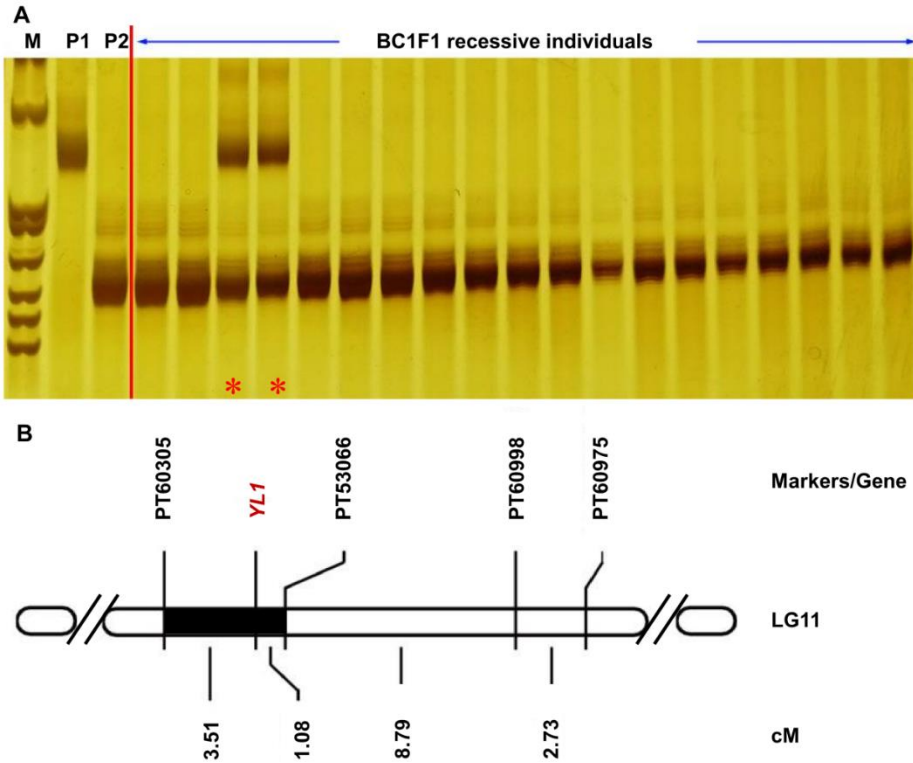 A
M P1 P2 BC1F1 recessive individuals
* *
B
PT60305 YL1 PT53066 PT60998 PT60975 Markers/Gene
LG11
3.51 1.08 8.79 2.73 cM